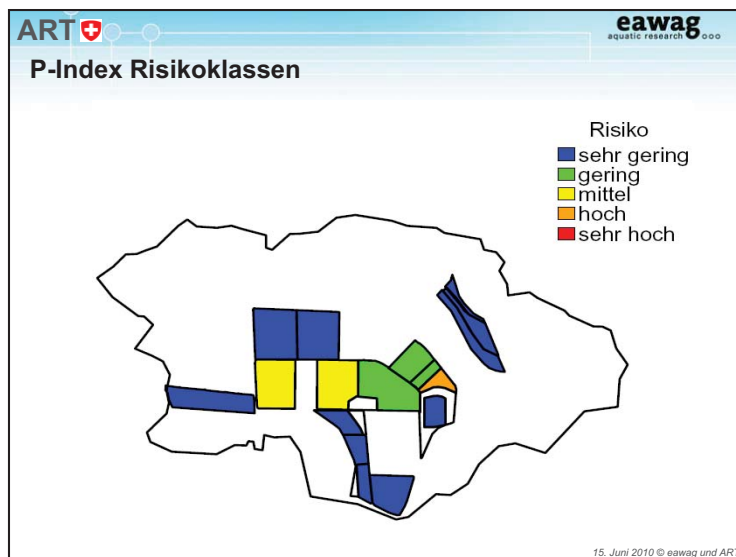 ART
eawag
aquatic research ooo
P-Index Risikoklassen
Risiko
sehr gering
gering
mittel
hoch
sehr hoch
15. Juni 2010 © eawag und ART